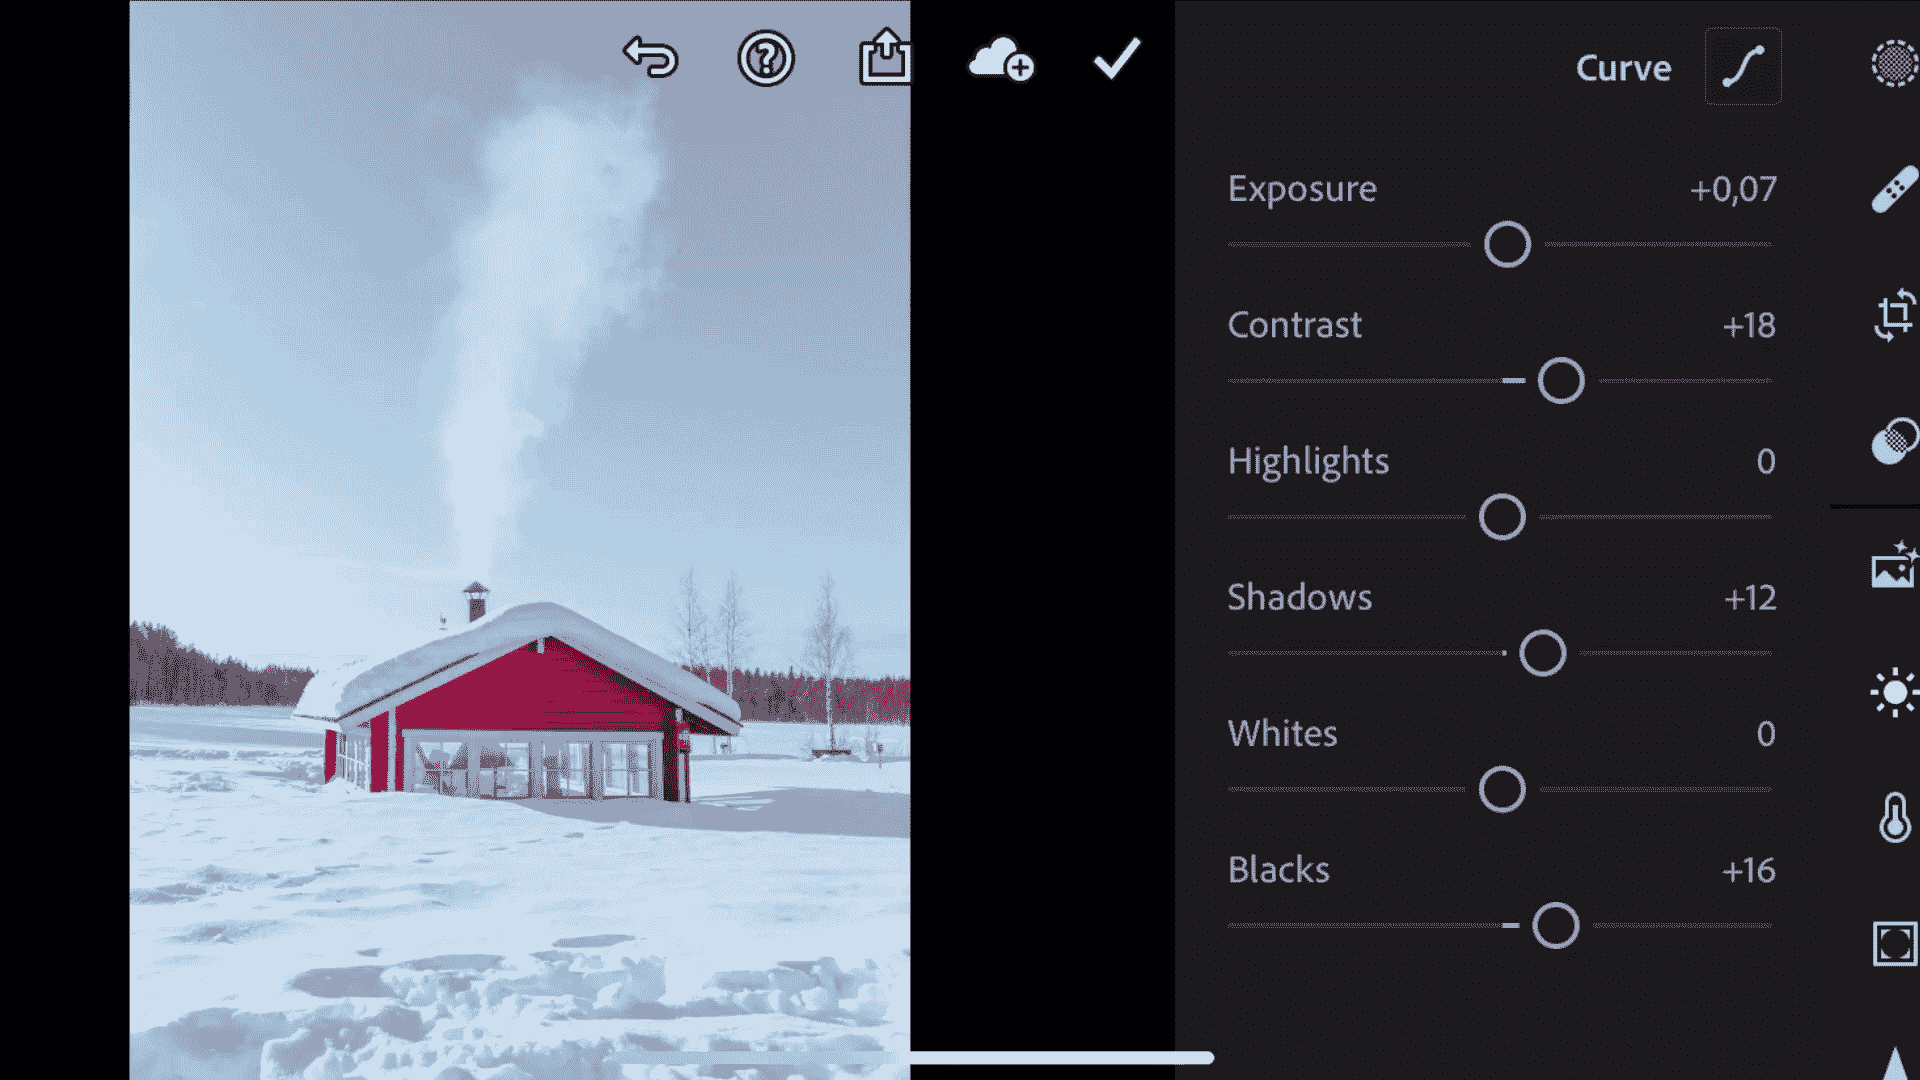 Curve
Exposure +0,07
Contrast +18
Highlights 0
Shadows +12
Whites 0
Blacks +16